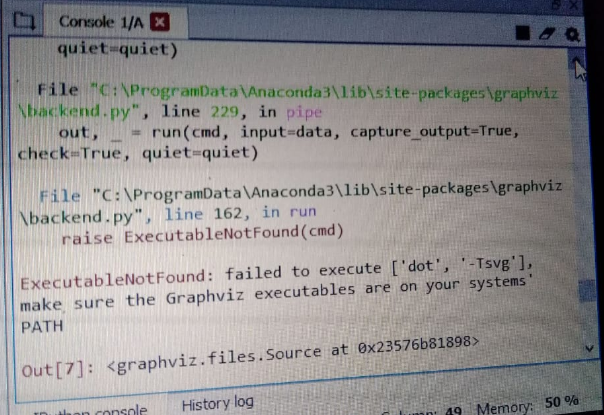 Console 1/A
quiet=quiet)
File "C:\ProgramData\Anaconda3\lib\site-packages\graphviz
\backend.py", line 229, in pipe
out, _ = run(cmd, input=data, capture_output=True,
check=True, quiet=quiet)
File "C:\ProgramData\Anaconda3\lib\site-packages\graphviz
\backend.py", line 162, in run
raise ExecutableNotFound(cmd)
ExecutableNotFound: failed to execute ['dot', '-Tsvg'],
make sure the Graphviz executables are on your systems'
PATH
Out[7]: <graphviz.files.Source at 0x23576b81898>
console History log
49 Memory: 50 %